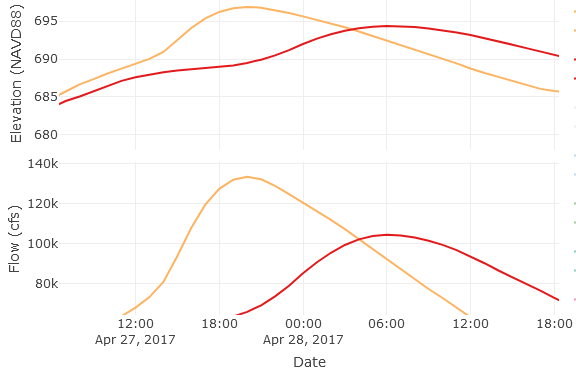 Elevation (NAVD88)
695
690
685
680
Flow (cfs)
140k
120k
100k
80k
12:00 18:00 00:00 06:00 12:00 18:00
Apr 27, 2017 Apr 28, 2017
Date